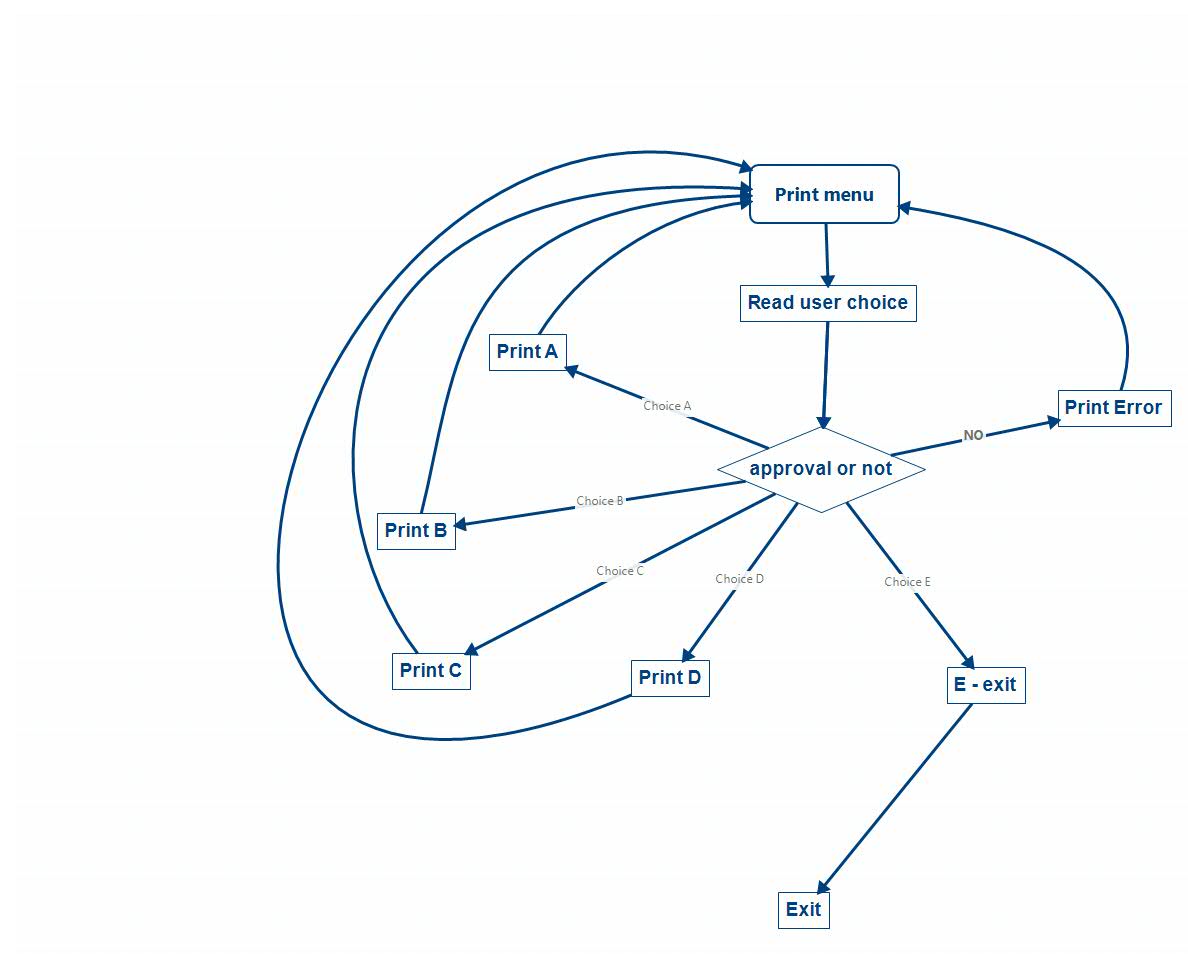 Print menu
Read user choice
Print A
Choice A
Print Error
NO
approval or not
Choice B
Print B
Choice C
Choice D
Choice E
Print C
Print D
E - exit
Exit